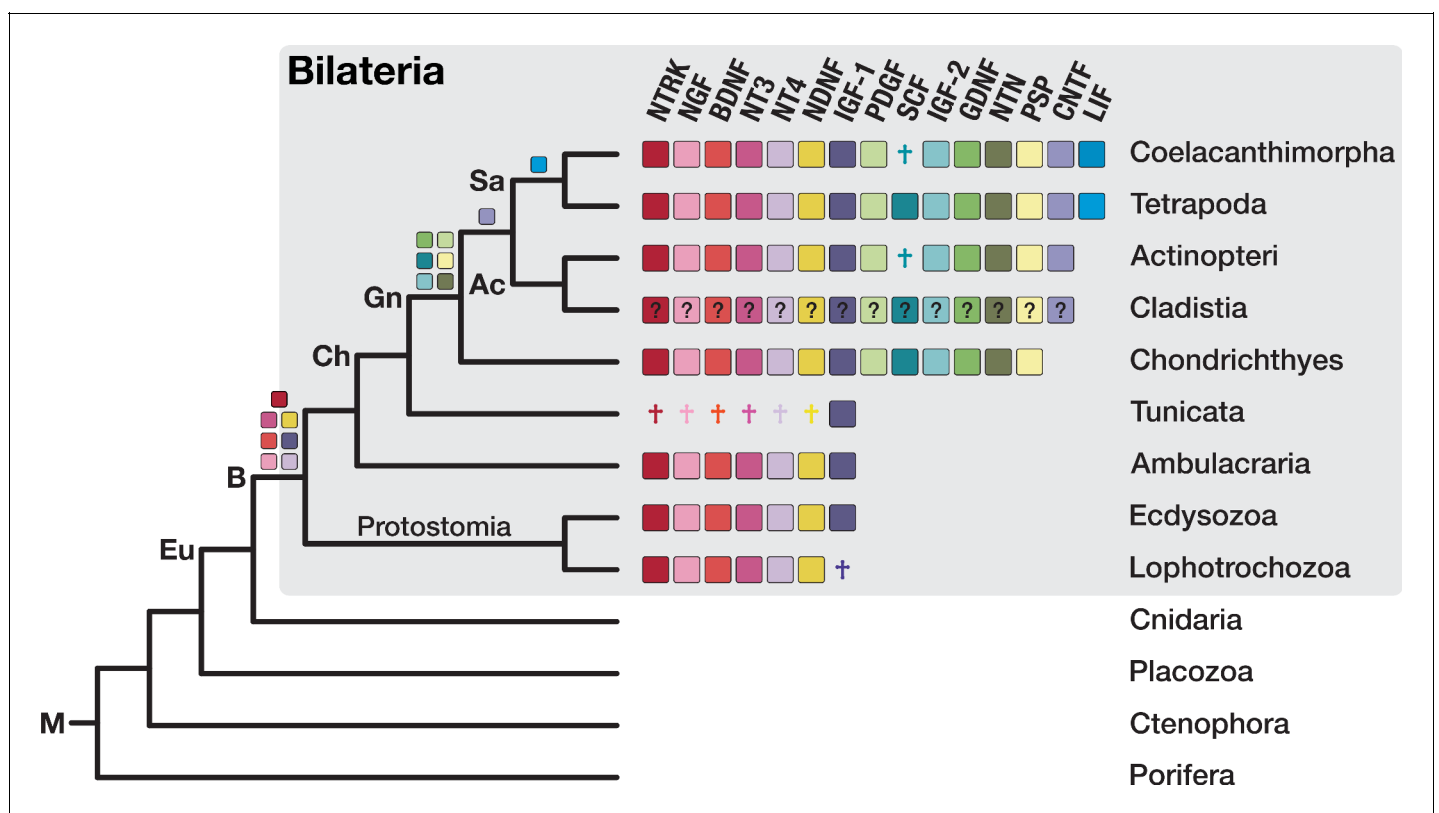 Bilateria
NTRK
NGF
BDNF
NT3
NT4
NDNF
IGF-1
PDGF
SCF
IGF-2
GDNF
NTN
PSP
CNTF
LIF
Coelacanthimorpha
Sa
† Tetrapoda
Actinopteri
†
Ac
Gn
? ? ? ? ? ? ? ? ? ? ? ? ? ? Cladistia
Ch
Chondrichthyes
† † † † † † Tunicata
Ambulacraria
B
Protostomia
Ecdysozoa
Eu
† Lophotrochozoa
Cnidaria
Placozoa
M
Ctenophora
Porifera